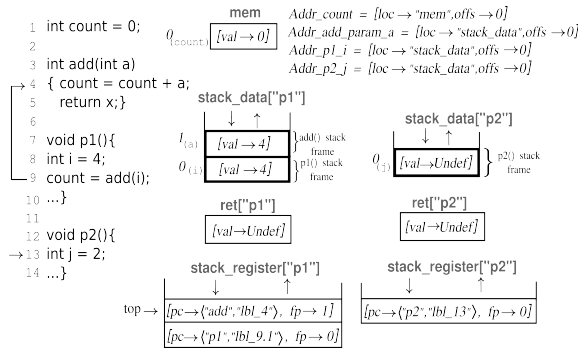 1 int count = 0;
2
3 int add(int a)
4 { count = count + a;
5 return x;}
6
7 void p1(){
8 int i = 4;
9 count = add(i);
10 ...}
11
12 void p2(){
13 int j = 2;
14 ...}
mem
0(count) [val→0]
Addr_count = [loc→"mem",offs→0]
Addr_add_param_a = [loc→"stack_data",offs→0]
Addr_p1_i = [loc→"stack_data",offs→0]
Addr_p2_j = [loc→"stack_data",offs→0]
stack_data["p1"]
1(a) [val→4] add() stack frame
0(i) [val→4] p1() stack frame
stack_data["p2"]
0(j) [val→Undef] p2() stack frame
ret["p1"]
[val→Undef]
ret["p2"]
[val→Undef]
stack_register["p1"]
top→ [pc→⟨"add","lbl_4"⟩, fp→1]
[pc→⟨"p1","lbl_9.1"⟩, fp→0]
stack_register["p2"]
[pc→⟨"p2","lbl_13"⟩, fp→0]